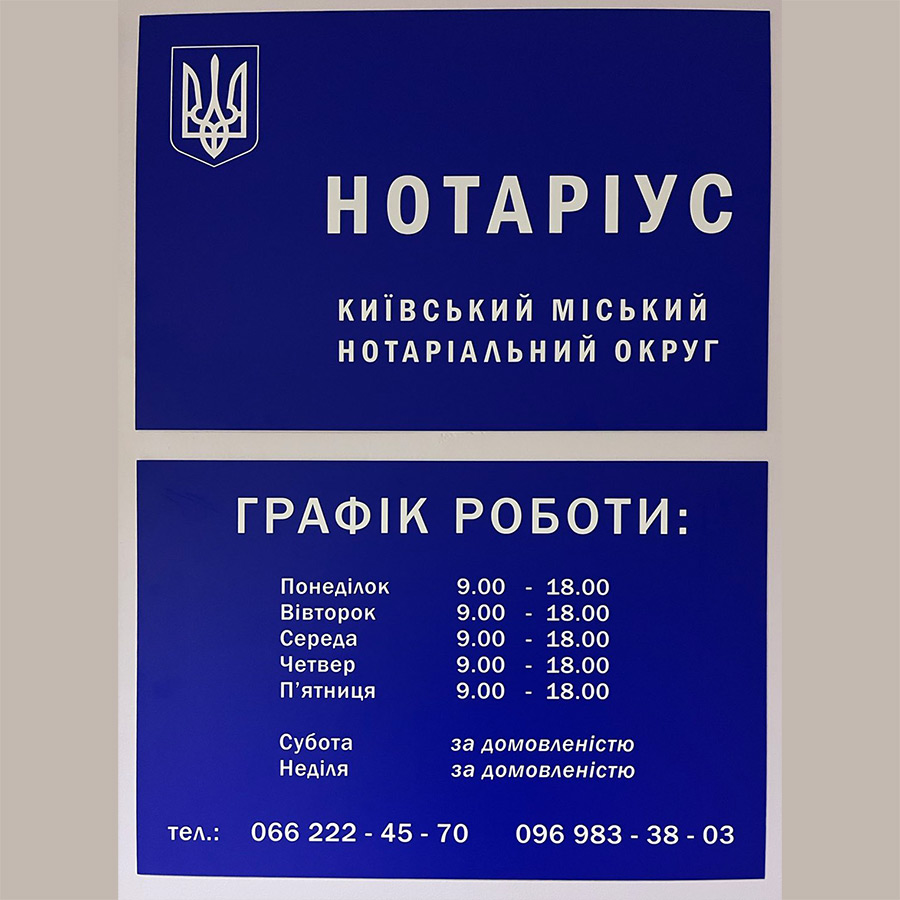 НОТАРІУС
КИЇВСЬКИЙ МІСЬКИЙ
НОТАРІАЛЬНИЙ ОКРУГ
ГРАФІК РОБОТИ:
Понеділок 9.00 - 18.00
Вівторок 9.00 - 18.00
Середа 9.00 - 18.00
Четвер 9.00 - 18.00
П'ятниця 9.00 - 18.00
Субота за домовленістю
Неділя за домовленістю
тел.: 066 222 - 45 - 70 096 983 - 38 - 03